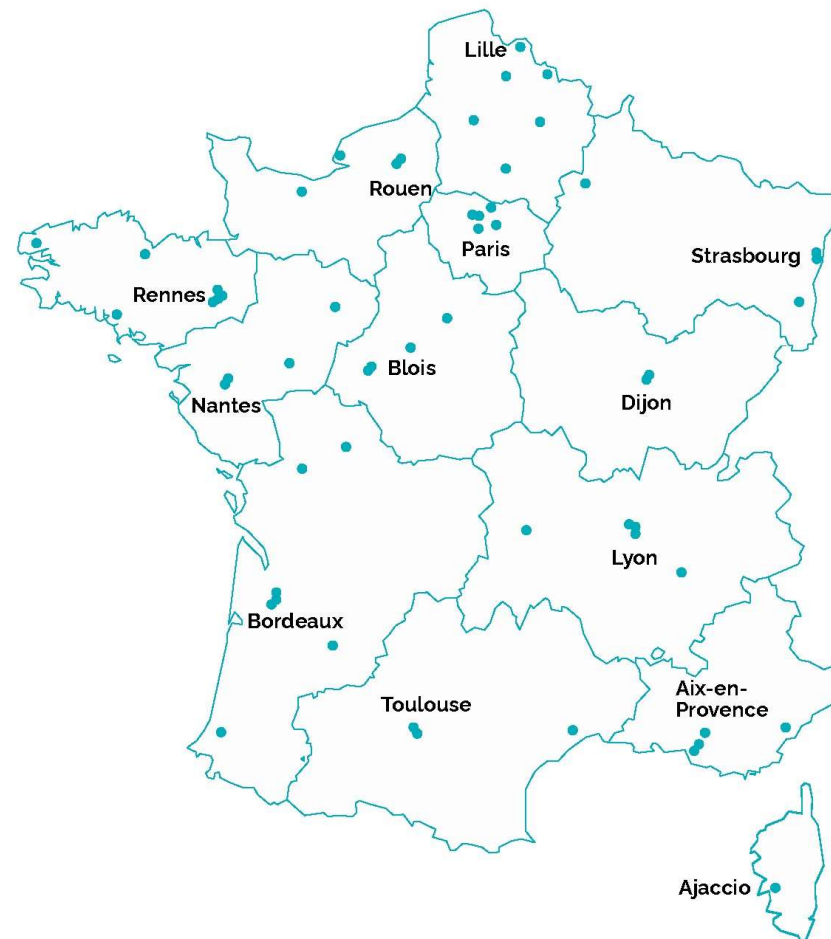 Lille
Rouen
Paris
Strasbourg
Rennes
Blois
Nantes
Dijon
Lyon
Bordeaux
Aix-en-
Provence
Toulouse
Ajaccio